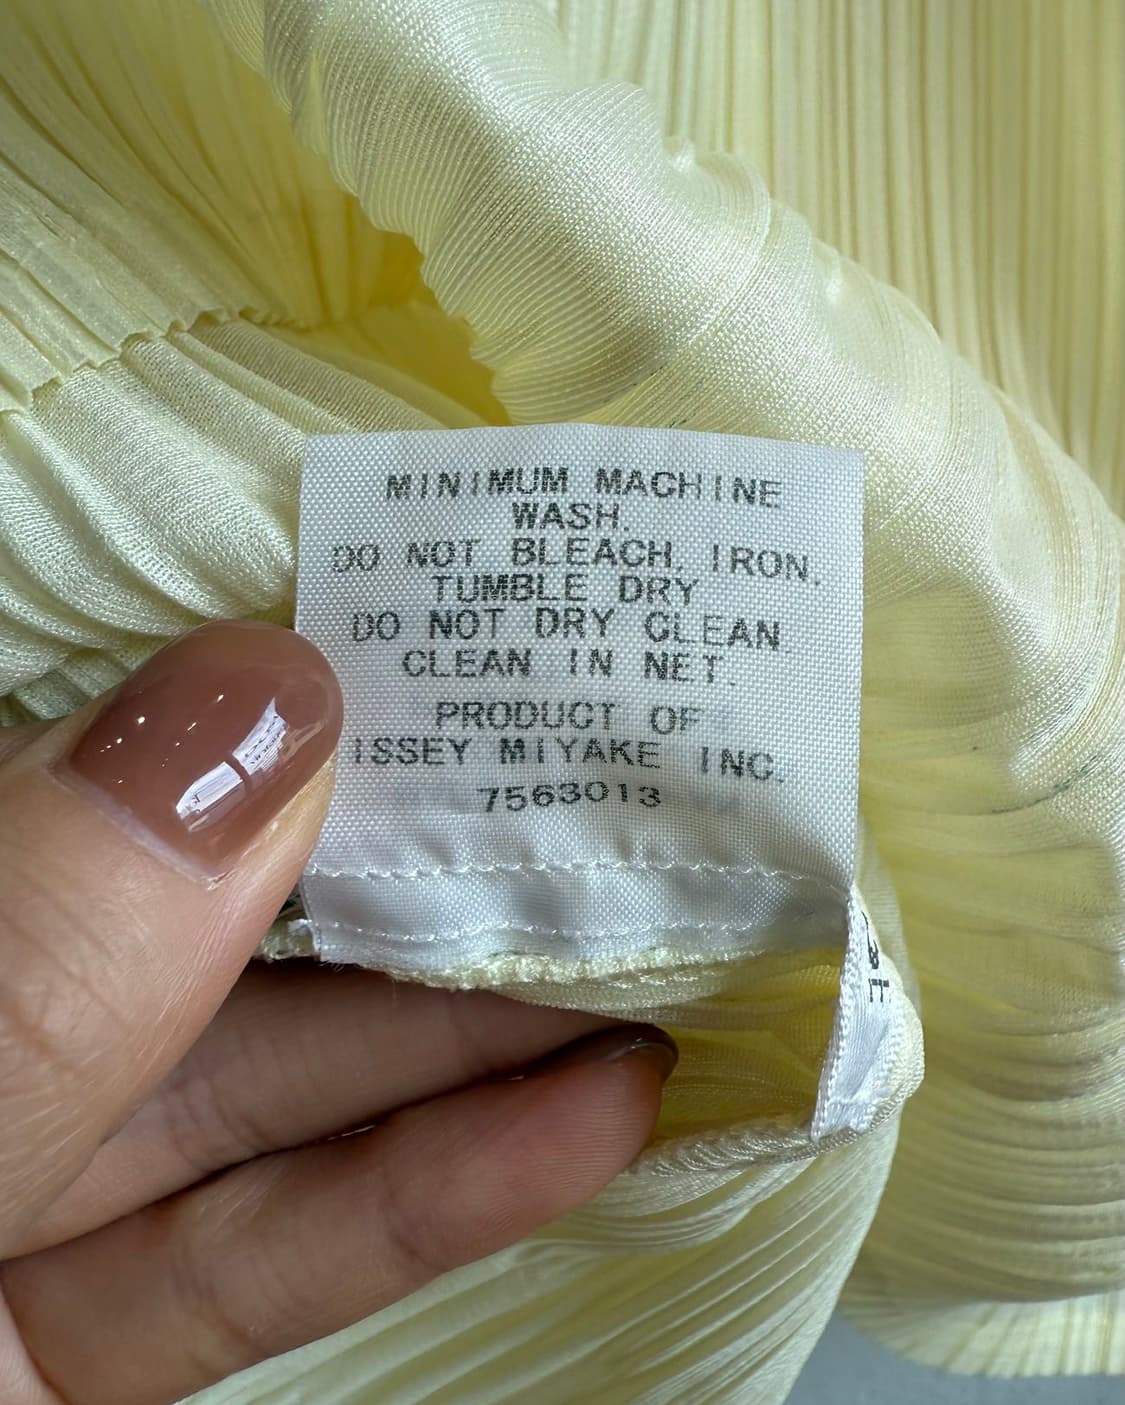 MINIMUM MACHINE
WASH.
DO NOT BLEACH. IRON.
TUMBLE DRY
DO NOT DRY CLEAN.
CLEAN IN NET.
PRODUCT OF
ISSEY MIYAKE INC.
7563013